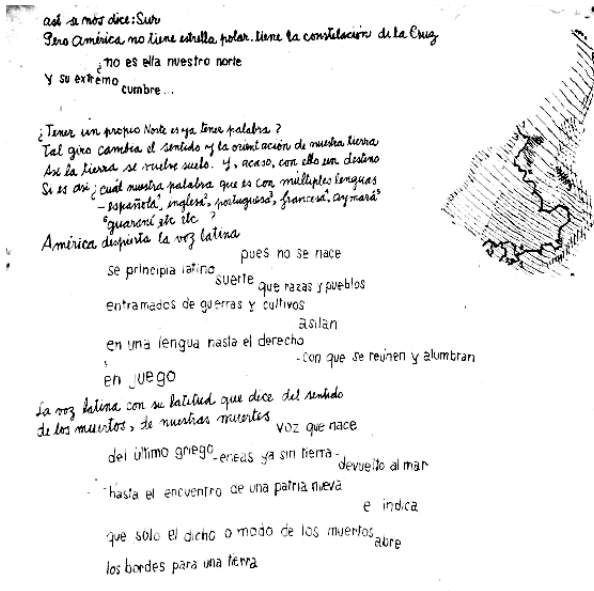 así se nos dice: Sur
Pero América no tiene estrella polar. tiene la constelación de la Cruz
¿no es ella nuestro norte
y su extremo
cumbre...
¿Tener un propio Norte es ya tener palabra?
Tal giro cambia el sentido y la orientación de nuestra tierra
Así la tierra se vuelve suelo. y, acaso, con ello un destino
Si es así ¿cuál nuestra palabra que es con múltiples lenguas
– española, inglesa, portuguesa, francesa, aymará
guaraní etc etc ?
América despierta la voz latina
pues no se nace
se principia latino
suerte
que razas y pueblos
entramados de guerras y cultivos
asilan
en una lengua hasta el derecho
-con que se reúnen y alumbran
en juego
La voz latina con su latitud que dice del sentido
de los muertos, de nuestras muertes
voz que nace
del último griego -eneas ya sin tierra-
devuelto al mar
hasta el encuentro de una patria nueva
e indica
que sólo el dicho o modo de los muertos
abre
los bordes para una tierra